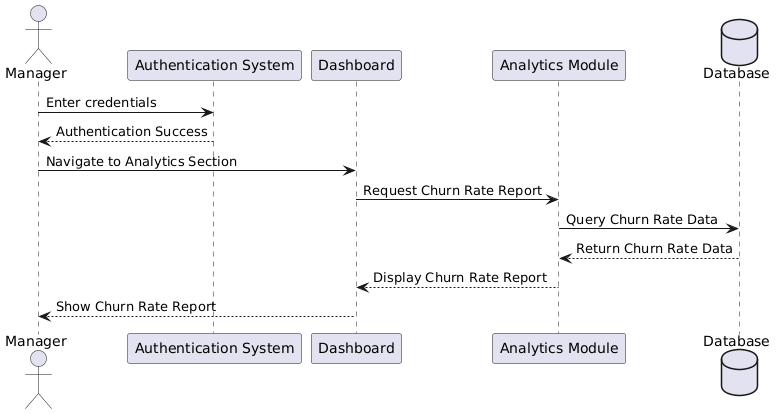 Manager
Authentication System
Dashboard
Analytics Module
Database
Enter credentials
Authentication Success
Navigate to Analytics Section
Request Churn Rate Report
Query Churn Rate Data
Return Churn Rate Data
Display Churn Rate Report
Show Churn Rate Report
Manager
Authentication System
Dashboard
Analytics Module
Database